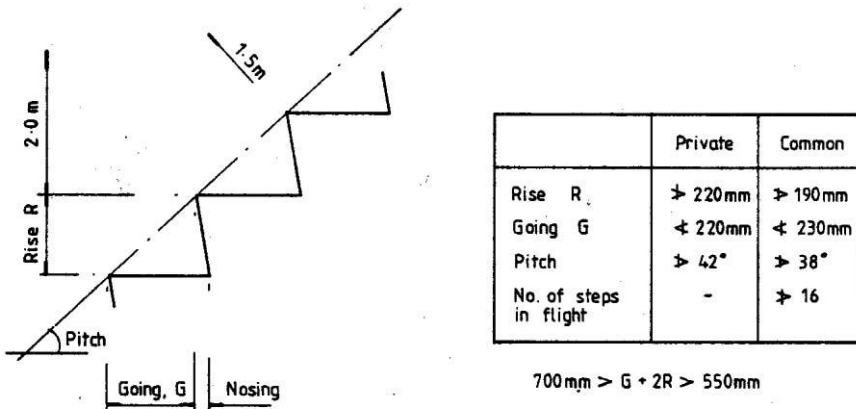 1.5m
2.0 m
Rise R
Pitch
Going, G
Nosing
Private Common
Rise R ≯ 220mm ≯ 190mm
Going G ≮ 220mm ≮ 230mm
Pitch ≯ 42° ≯ 38°
No. of steps
in flight - ≯ 16
700mm > G + 2R > 550mm